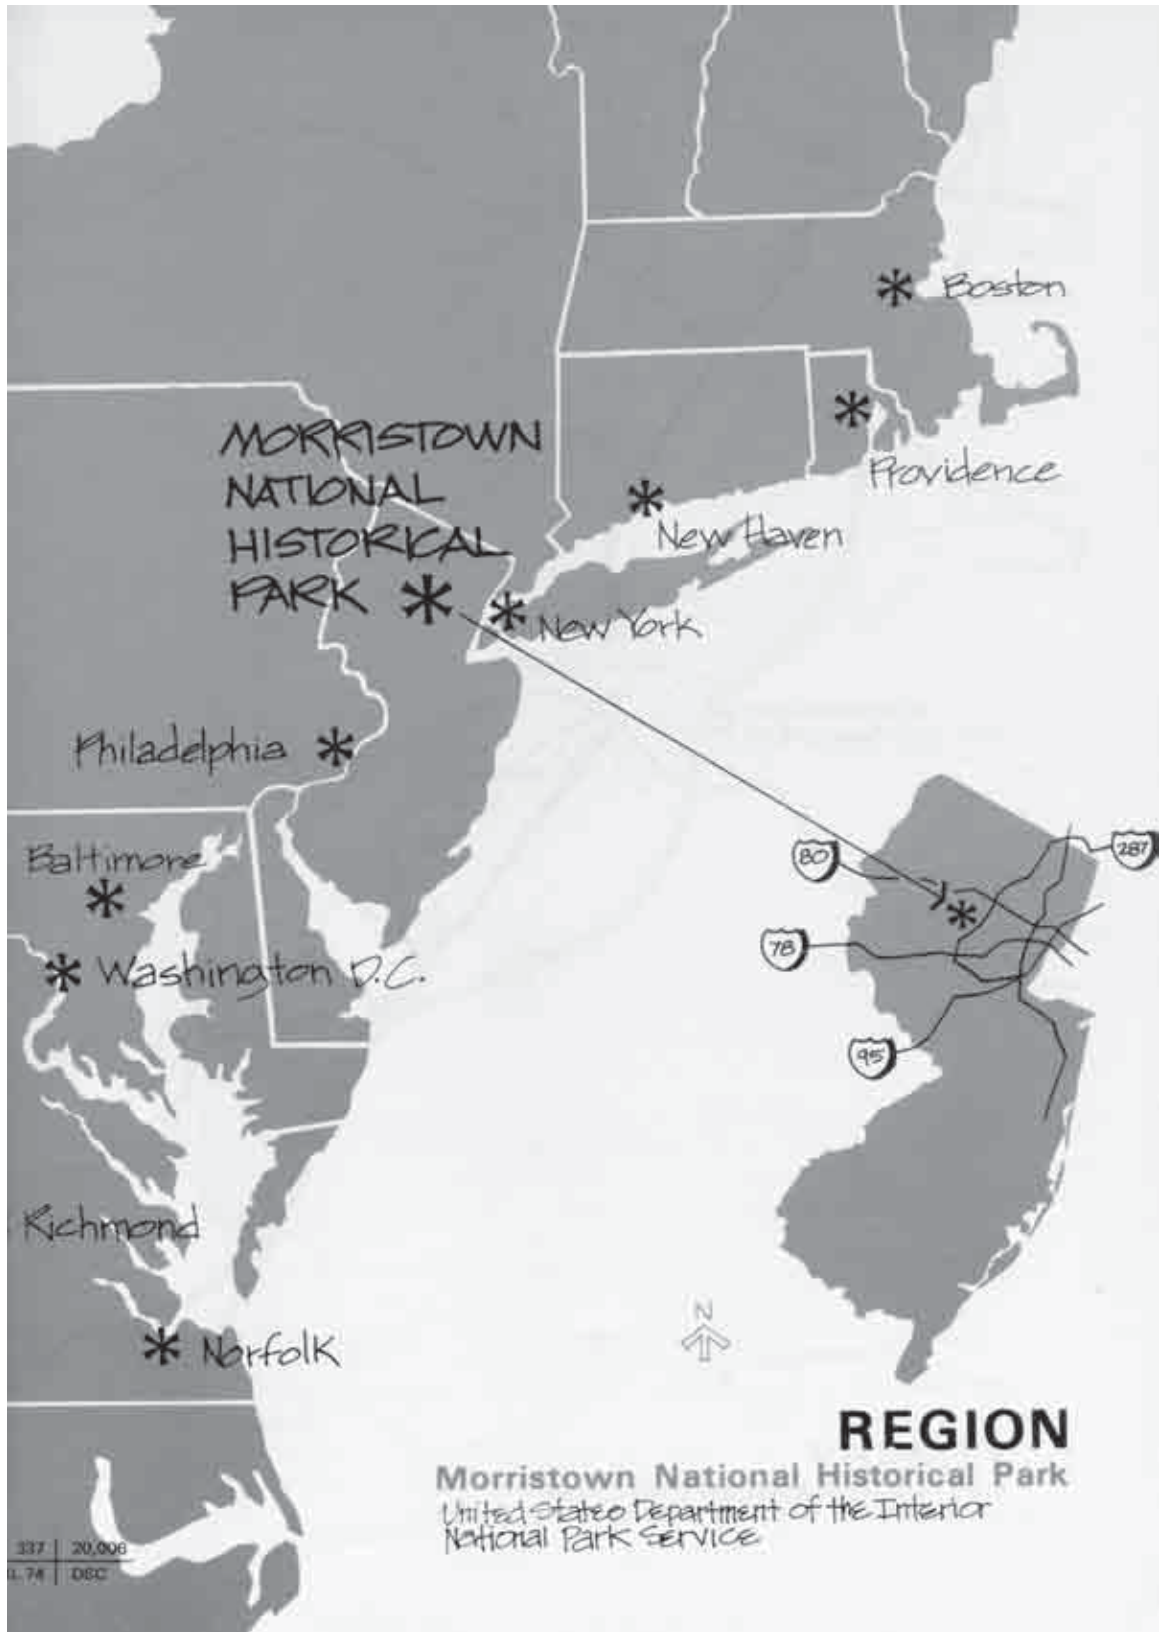 Boston
MORRISTOWN
NATIONAL
HISTORICAL
PARK
Providence
New Haven
New York
Philadelphia
Baltimore
Washington D.C.
Richmond
Norfolk
80
287
78
95
N
REGION
Morristown National Historical Park
United States Department of the Interior
National Park Service
337 20,006
74 DSC